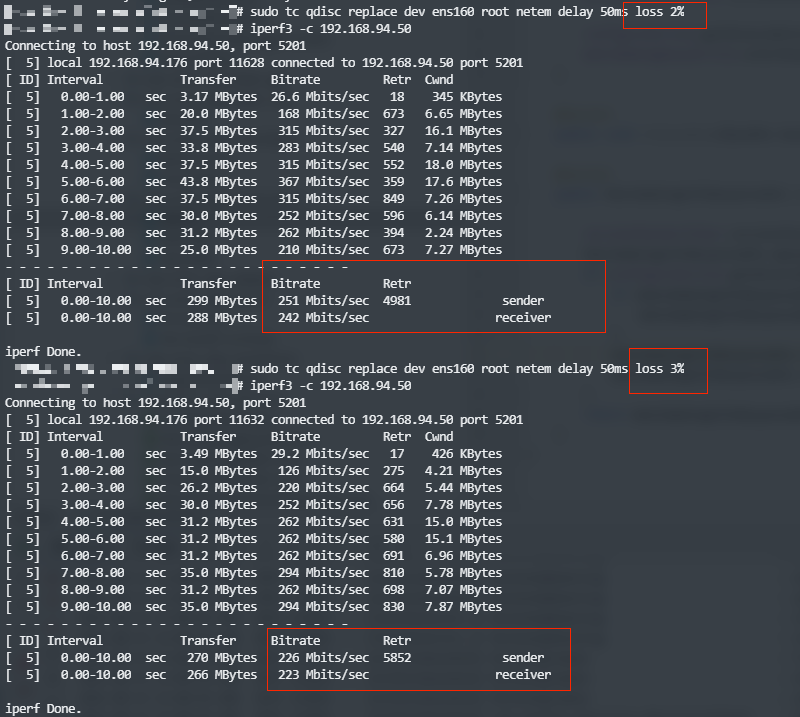 # sudo tc qdisc replace dev ens160 root netem delay 50ms loss 2%
# iperf3 -c 192.168.94.50
Connecting to host 192.168.94.50, port 5201
[  5] local 192.168.94.176 port 11628 connected to 192.168.94.50 port 5201
[ ID] Interval           Transfer     Bitrate         Retr  Cwnd
[  5]   0.00-1.00   sec  3.17 MBytes  26.6 Mbits/sec   18    345 KBytes
[  5]   1.00-2.00   sec  20.0 MBytes   168 Mbits/sec  673   6.65 MBytes
[  5]   2.00-3.00   sec  37.5 MBytes   315 Mbits/sec  327   16.1 MBytes
[  5]   3.00-4.00   sec  33.8 MBytes   283 Mbits/sec  540   7.14 MBytes
[  5]   4.00-5.00   sec  37.5 MBytes   315 Mbits/sec  552   18.0 MBytes
[  5]   5.00-6.00   sec  43.8 MBytes   367 Mbits/sec  359   17.6 MBytes
[  5]   6.00-7.00   sec  37.5 MBytes   315 Mbits/sec  849   7.26 MBytes
[  5]   7.00-8.00   sec  30.0 MBytes   252 Mbits/sec  596   6.14 MBytes
[  5]   8.00-9.00   sec  31.2 MBytes   262 Mbits/sec  394   2.24 MBytes
[  5]   9.00-10.00  sec  25.0 MBytes   210 Mbits/sec  673   7.27 MBytes
- - - - - - - - - - - - - - - - - - - - - - - - -
[ ID] Interval           Transfer     Bitrate         Retr
[  5]   0.00-10.00  sec   299 MBytes   251 Mbits/sec  4981             sender
[  5]   0.00-10.00  sec   288 MBytes   242 Mbits/sec                  receiver
iperf Done.
# sudo tc qdisc replace dev ens160 root netem delay 50ms loss 3%
# iperf3 -c 192.168.94.50
Connecting to host 192.168.94.50, port 5201
[  5] local 192.168.94.176 port 11632 connected to 192.168.94.50 port 5201
[ ID] Interval           Transfer     Bitrate         Retr  Cwnd
[  5]   0.00-1.00   sec  3.49 MBytes  29.2 Mbits/sec   17    426 KBytes
[  5]   1.00-2.00   sec  15.0 MBytes   126 Mbits/sec  275   4.21 MBytes
[  5]   2.00-3.00   sec  26.2 MBytes   220 Mbits/sec  664   5.44 MBytes
[  5]   3.00-4.00   sec  30.0 MBytes   252 Mbits/sec  656   7.78 MBytes
[  5]   4.00-5.00   sec  31.2 MBytes   262 Mbits/sec  631   15.0 MBytes
[  5]   5.00-6.00   sec  31.2 MBytes   262 Mbits/sec  580   15.1 MBytes
[  5]   6.00-7.00   sec  31.2 MBytes   262 Mbits/sec  691   6.96 MBytes
[  5]   7.00-8.00   sec  35.0 MBytes   294 Mbits/sec  810   5.78 MBytes
[  5]   8.00-9.00   sec  31.2 MBytes   262 Mbits/sec  698   7.07 MBytes
[  5]   9.00-10.00  sec  35.0 MBytes   294 Mbits/sec  830   7.87 MBytes
- - - - - - - - - - - - - - - - - - - - - - - - -
[ ID] Interval           Transfer     Bitrate         Retr
[  5]   0.00-10.00  sec   270 MBytes   226 Mbits/sec  5852             sender
[  5]   0.00-10.00  sec   266 MBytes   223 Mbits/sec                  receiver
iperf Done.